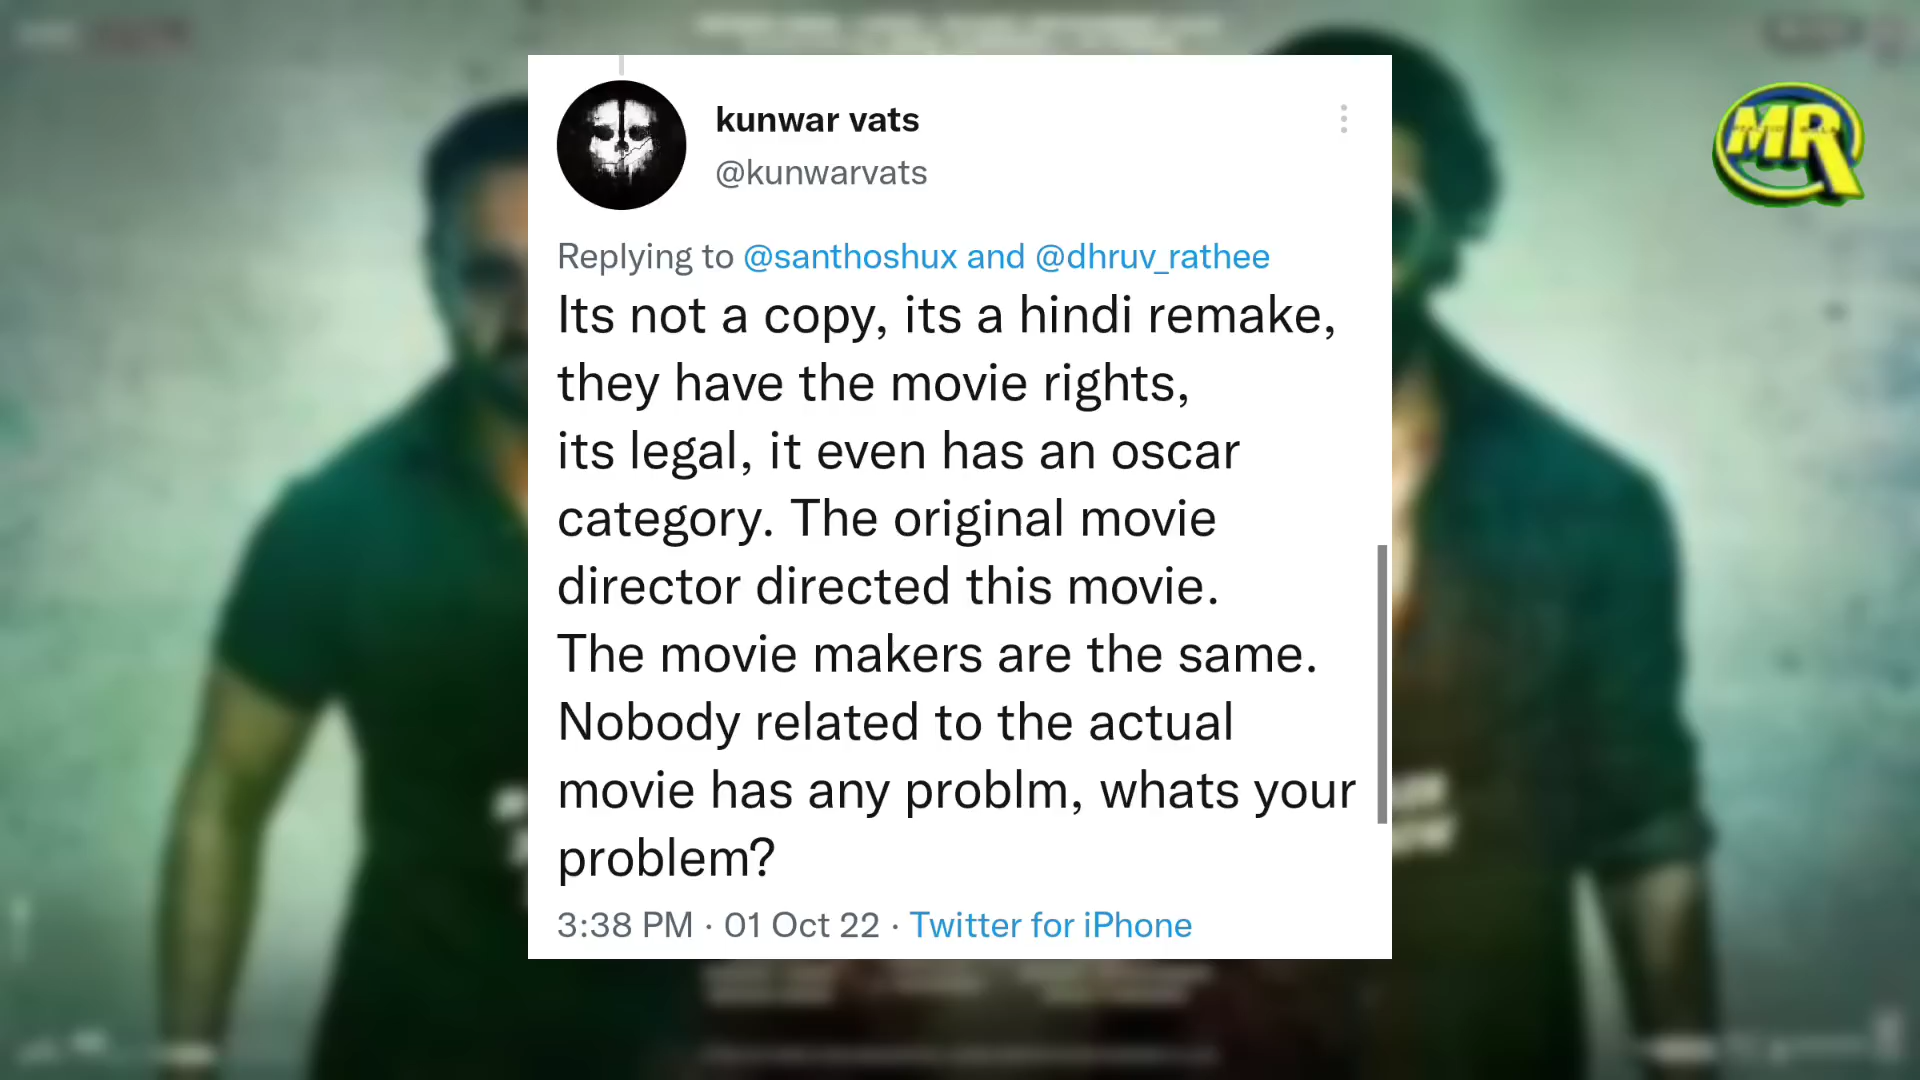 kunwar vats
@kunwarvats
Replying to @santhoshux and @dhruv_rathee
Its not a copy, its a hindi remake,
they have the movie rights,
its legal, it even has an oscar
category. The original movie
director directed this movie.
The movie makers are the same.
Nobody related to the actual
movie has any problm, whats your
problem?
3:38 PM · 01 Oct 22 · Twitter for iPhone
MR